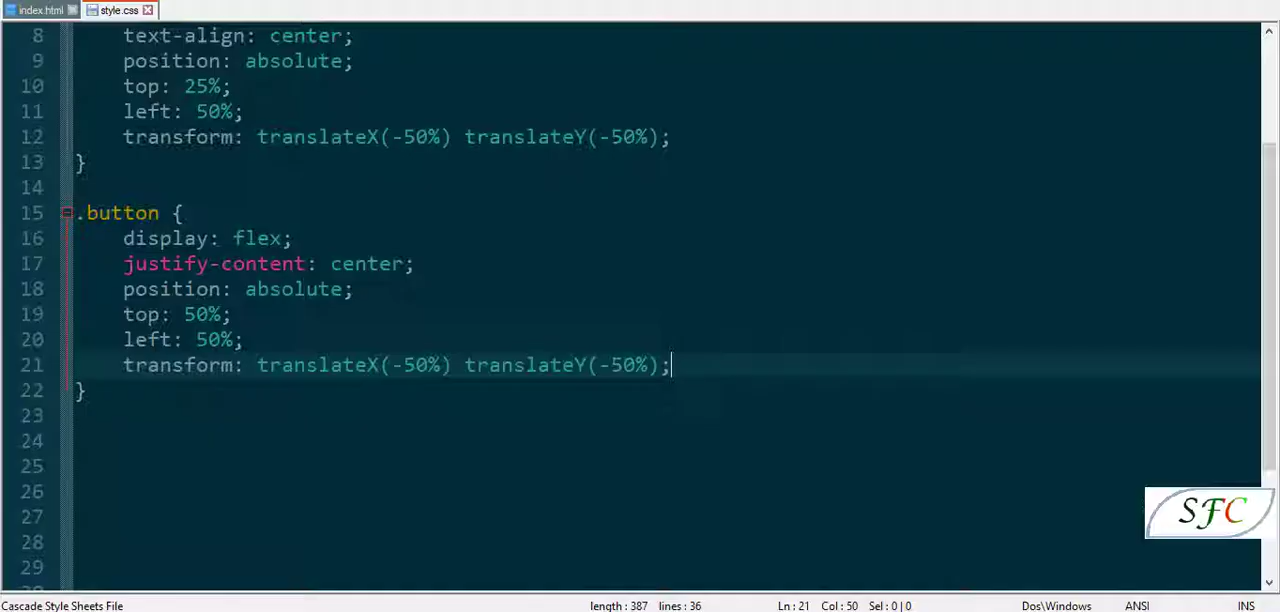 index.html style.css
8 text-align: center;
9 position: absolute;
10 top: 25%;
11 left: 50%;
12 transform: translateX(-50%) translateY(-50%);
13 }
14
15 .button {
16 display: flex;
17 justify-content: center;
18 position: absolute;
19 top: 50%;
20 left: 50%;
21 transform: translateX(-50%) translateY(-50%);
22 }
23
24
25
26
27
28
29
SFC
Cascade Style Sheets File length : 387 lines : 36 Ln : 21 Col : 50 Sel : 0 | 0 Dos\Windows ANSI INS